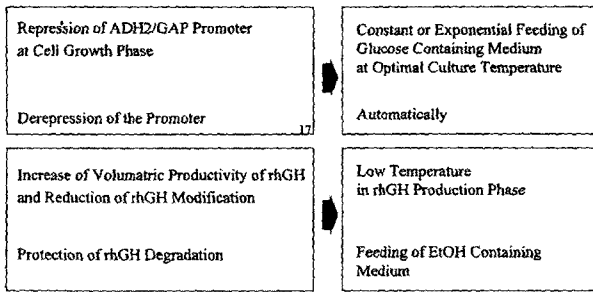 Repression of ADH2/GAP Promoter
at Cell Growth Phase
Derepression of the Promoter
17
Constant or Exponential Feeding of
Glucose Containing Medium
at Optimal Culture Temperature
Automatically
Increase of Volumatric Productivity of rhGH
and Reduction of rhGH Modification
Protection of rhGH Degradation
Low Temperature
in rhGH Production Phase
Feeding of EtOH Containing
Medium